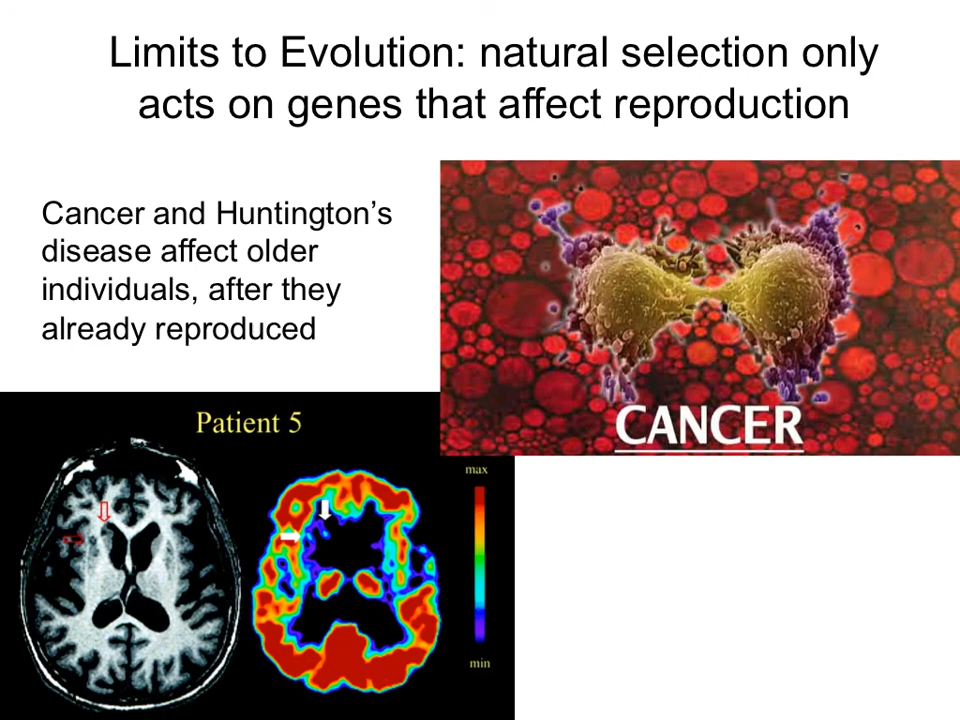 Limits to Evolution: natural selection only
acts on genes that affect reproduction
Cancer and Huntington’s
disease affect older
individuals, after they
already reproduced
CANCER
Patient 5
max
min